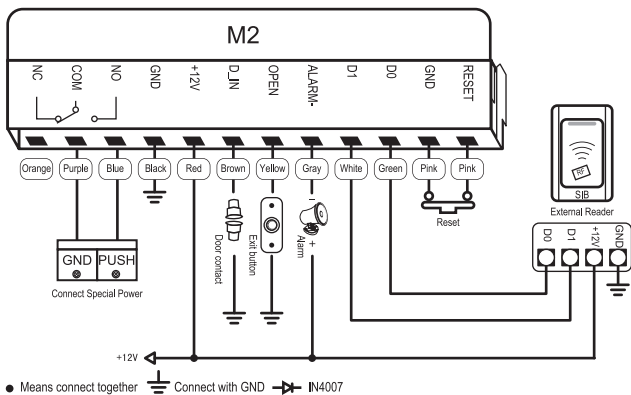 M2
NC COM NO GND +12V D_IN OPEN ALARM- D1 D0 GND RESET
Orange Purple Blue Black Red Brown Yellow Gray White Green Pink Pink
RF
SIB
External Reader
D0 D1 +12V GND
GND PUSH
Connect Special Power
Door contact
Exit button
− Alarm +
Reset
+12V
● Means connect together Connect with GND IN4007